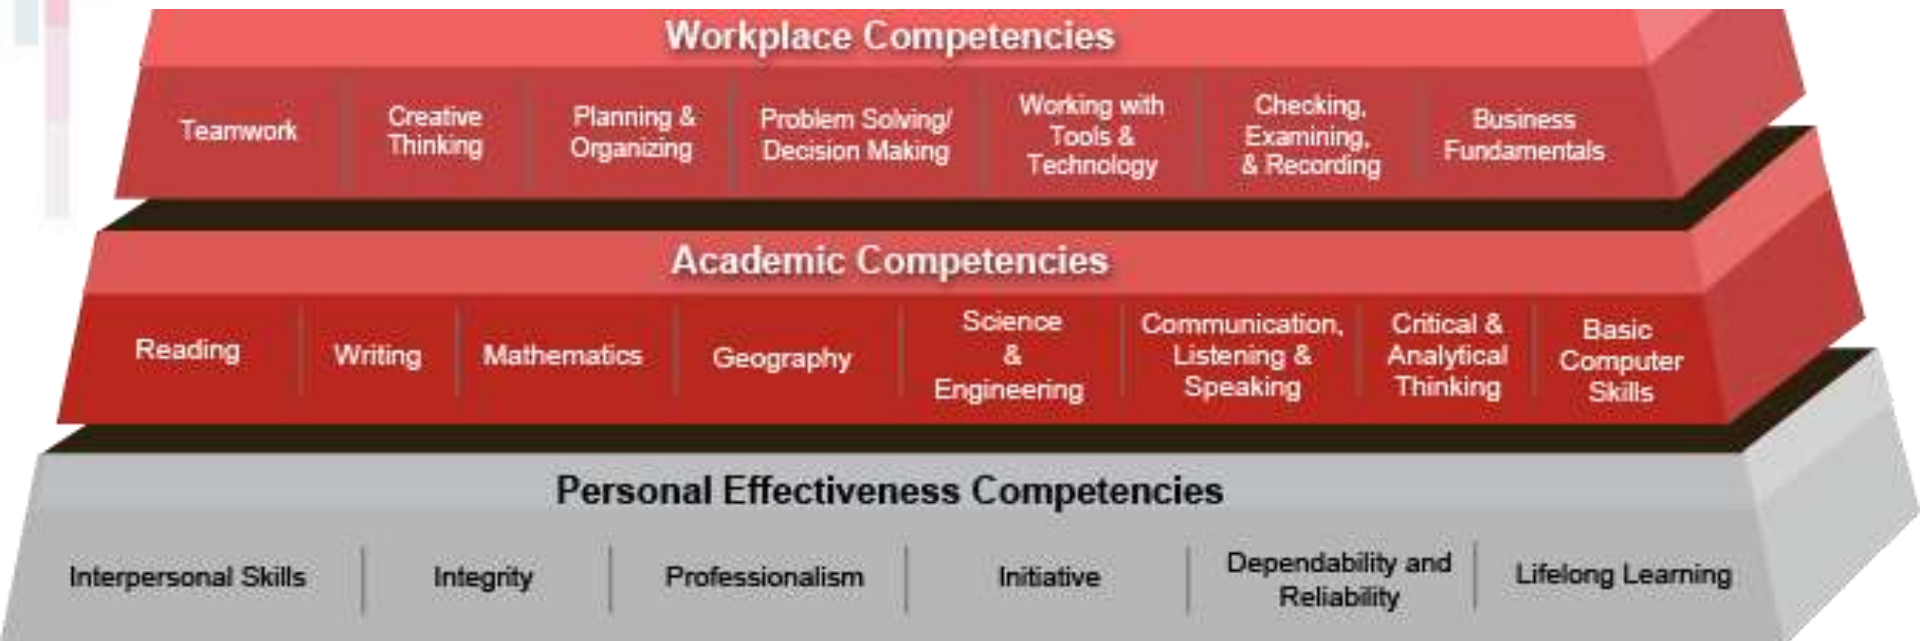 Workplace Competencies
Teamwork
Creative
Thinking
Planning &
Organizing
Problem Solving/
Decision Making
Working with
Tools &
Technology
Checking,
Examining,
& Recording
Business
Fundamentals
Academic Competencies
Reading
Writing
Mathematics
Geography
Science
&
Engineering
Communication,
Listening &
Speaking
Critical &
Analytical
Thinking
Basic
Computer
Skills
Personal Effectiveness Competencies
Interpersonal Skills
Integrity
Professionalism
Initiative
Dependability and
Reliability
Lifelong Learning